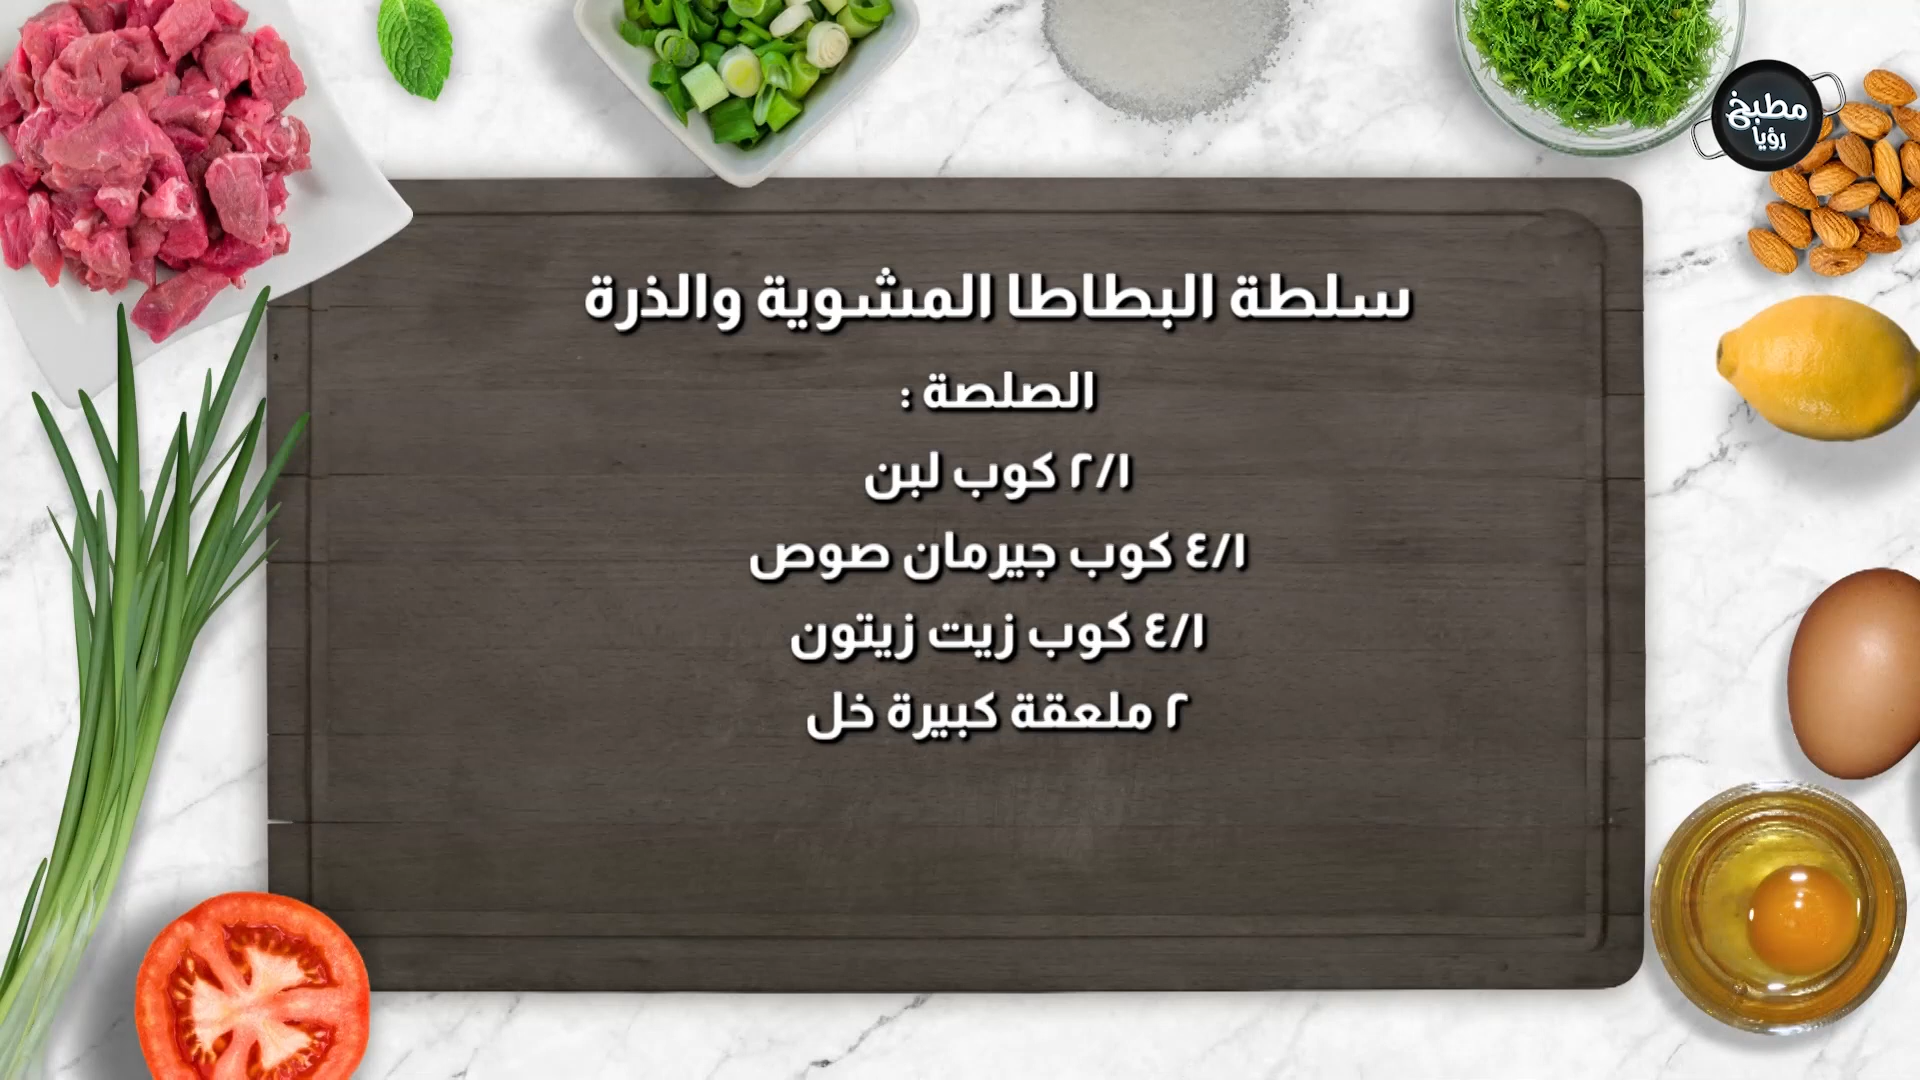 مطبخ
رؤيا
سلطة البطاطا المشوية والذرة
الصلصة :
٢/١ كوب لبن
٤/١ كوب جيرمان صوص
٤/١ كوب زيت زيتون
٢ ملعقة كبيرة خل